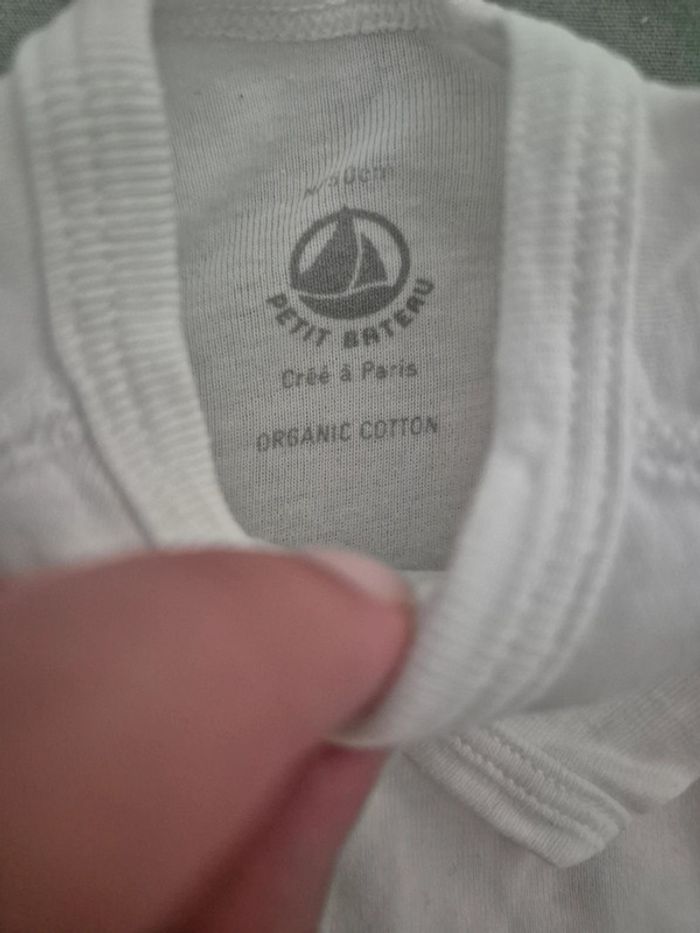 PETIT BATEAU
Créé à Paris
ORGANIC COTTON